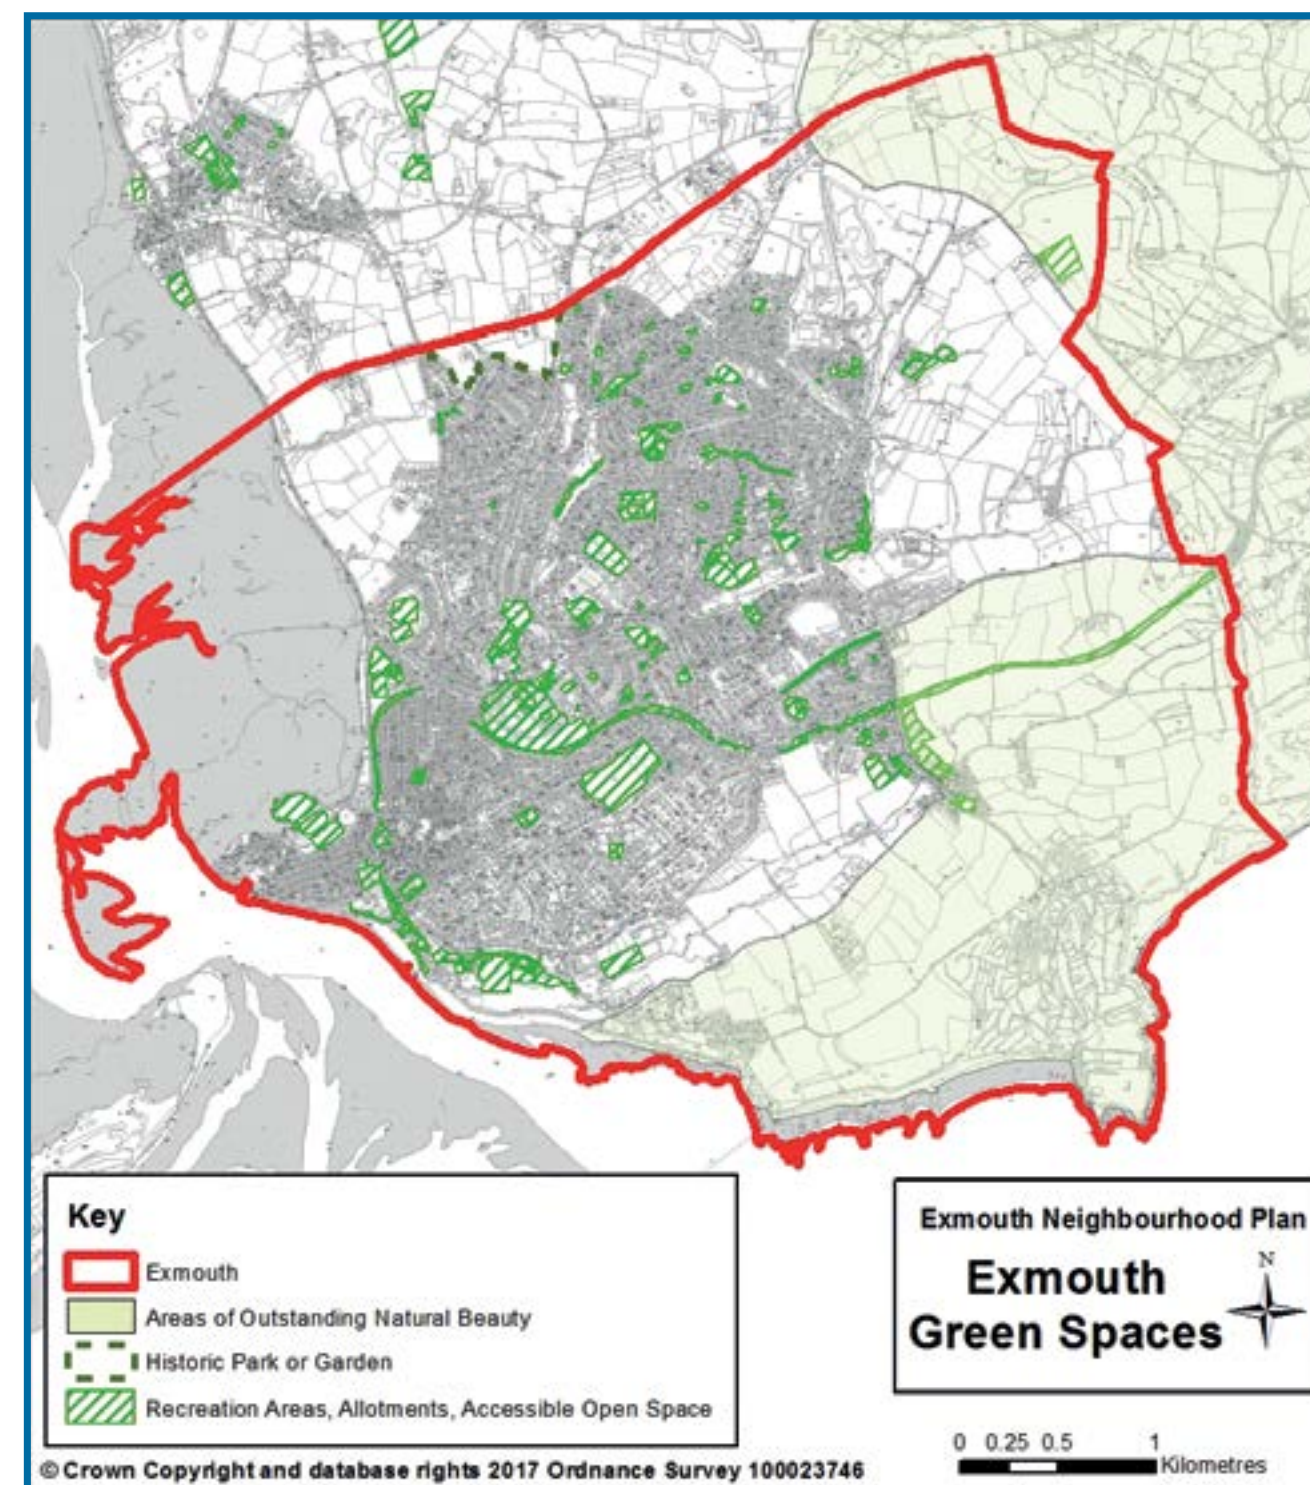 Key
Exmouth
Areas of Outstanding Natural Beauty
Historic Park or Garden
Recreation Areas, Allotments, Accessible Open Space
Exmouth Neighbourhood Plan
Exmouth
Green Spaces
N
0 0.25 0.5 1
Kilometres
© Crown Copyright and database rights 2017 Ordnance Survey 100023746